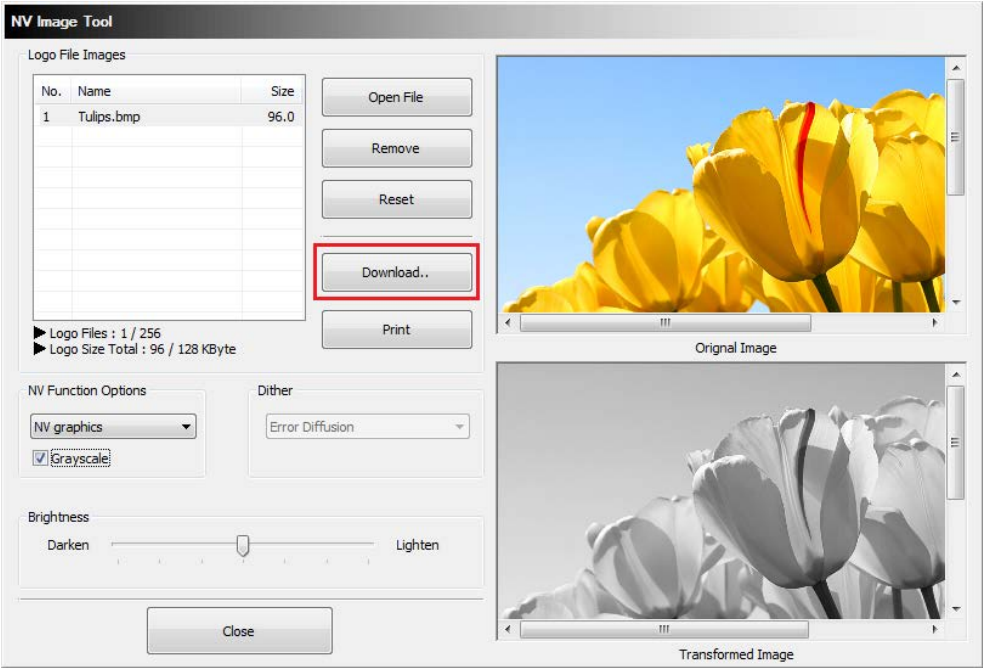 NV Image Tool
Logo File Images
No. Name Size
1 Tulips.bmp 96.0
Open File
Remove
Reset
Download..
Print
▶ Logo Files : 1 / 256
▶ Logo Size Total : 96 / 128 KByte
NV Function Options
NV graphics
Grayscale
Dither
Error Diffusion
Brightness
Darken Lighten
Close
Orignal Image
Transformed Image